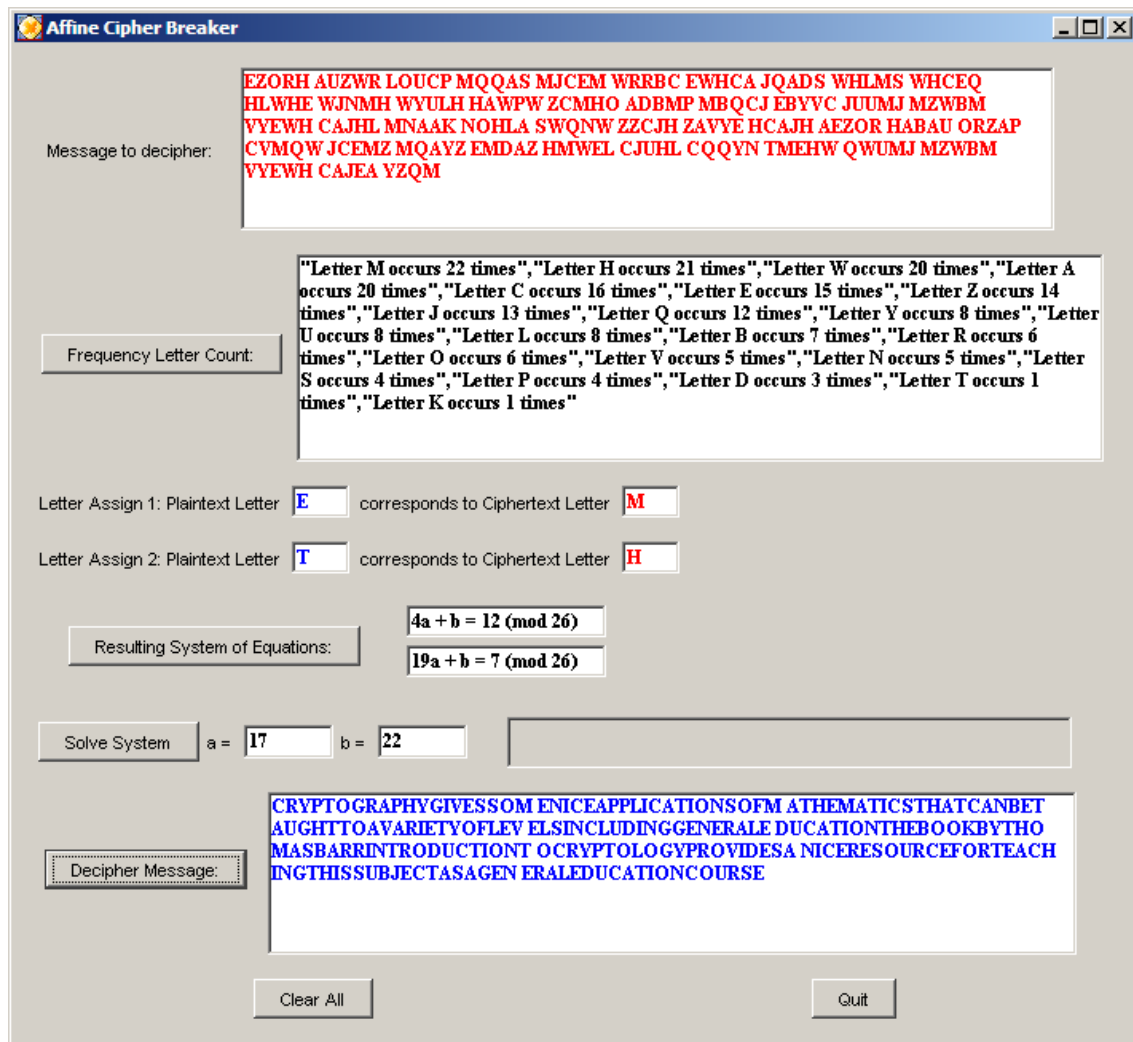 Affine Cipher Breaker
Message to decipher:
EZORH AUZWR LOUCP MQQAS MJCEM WRRBC EWHCA JQADS WHLMS WHCEQ
HLWHE WJNMH WYULH HAWPW ZCMHO ADBMP MBQCJ EBYVC JUUMJ MZWBM
VYEWH CAJHL MNAAK NOHLA SWQNW ZZCJH ZAVYE HCAJH AEZOR HABAU ORZAP
CVMQW JCEMZ MQAYZ EMDAZ HMWEL CJUHL CQQYN TMEHW QWUMJ MZWBM
VYEWH CAJEA YZQM
Frequency Letter Count:
"Letter M occurs 22 times","Letter H occurs 21 times","Letter W occurs 20 times","Letter A
occurs 20 times","Letter C occurs 16 times","Letter E occurs 15 times","Letter Z occurs 14
times","Letter J occurs 13 times","Letter Q occurs 12 times","Letter Y occurs 8 times","Letter
U occurs 8 times","Letter L occurs 8 times","Letter B occurs 7 times","Letter R occurs 6
times","Letter O occurs 6 times","Letter V occurs 5 times","Letter N occurs 5 times","Letter
S occurs 4 times","Letter P occurs 4 times","Letter D occurs 3 times","Letter T occurs 1
times","Letter K occurs 1 times"
Letter Assign 1: Plaintext Letter E corresponds to Ciphertext Letter M
Letter Assign 2: Plaintext Letter T corresponds to Ciphertext Letter H
Resulting System of Equations:
4a + b = 12 (mod 26)
19a + b = 7 (mod 26)
Solve System a = 17 b = 22
Decipher Message:
CRYPTOGRAPHYGIVESSOM ENICEAPPLICATIONSOFM ATHEMATICSTHATCANBET
AUGHTTOAVARIETYOFLEV ELSINCLUDINGGENERALE DUCATIONTHEBOOKBYTHO
MASBARRINTRODUCTIONT OCRYPTOLOGYPROVIDESA NICERESOURCEFORTEACH
INGTHISSUBJECTASAGEN ERALEDUCATIONCOURSE
Clear All
Quit